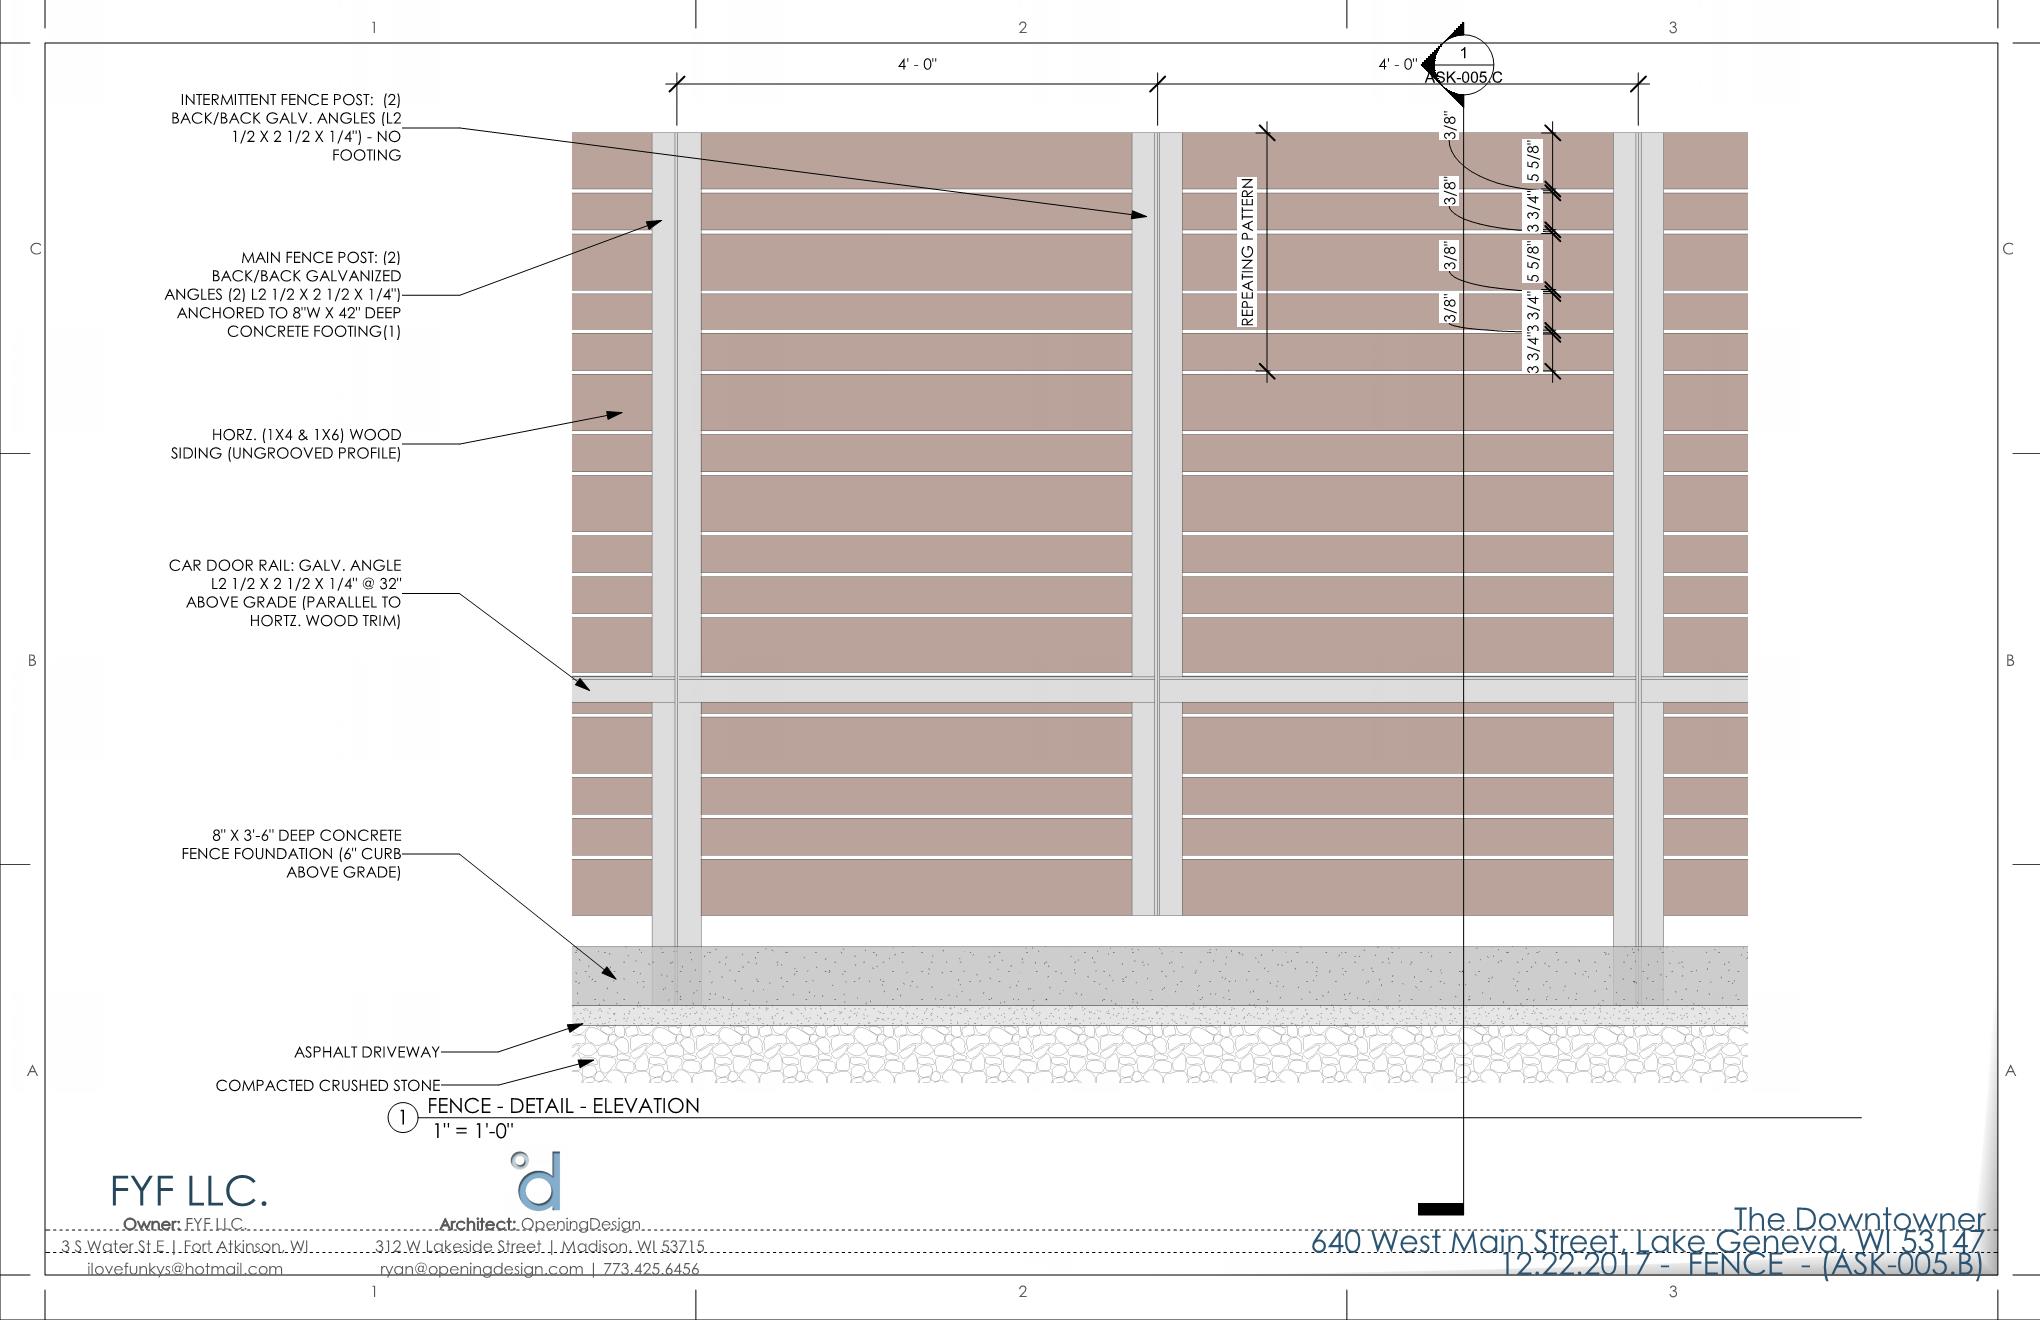 1
2
3
4' - 0"
4' - 0"
1
ASK-005.C
INTERMITTENT FENCE POST: (2)
BACK/BACK GALV. ANGLES (L2
1/2 X 2 1/2 X 1/4") - NO
FOOTING
MAIN FENCE POST: (2)
BACK/BACK GALVANIZED
ANGLES (2) L2 1/2 X 2 1/2 X 1/4")
ANCHORED TO 8"W X 42" DEEP
CONCRETE FOOTING(1)
HORZ. (1X4 & 1X6) WOOD
SIDING (UNGROOVED PROFILE)
CAR DOOR RAIL: GALV. ANGLE
L2 1/2 X 2 1/2 X 1/4" @ 32"
ABOVE GRADE (PARALLEL TO
HORTZ. WOOD TRIM)
8" X 3'-6" DEEP CONCRETE
FENCE FOUNDATION (6" CURB
ABOVE GRADE)
ASPHALT DRIVEWAY
COMPACTED CRUSHED STONE
REPEATING PATTERN
3/8"
3/8"
3/8"
3/8"
5 5/8"
3 3/4"
5 5/8"
3 3/4"
3 3/4"
C
C
B
B
A
A
1
FENCE - DETAIL - ELEVATION
1" = 1'-0"
FYF LLC.
Owner: FYF LLC.
3 S Water St E | Fort Atkinson, WI
ilovefunkys@hotmail.com
d
Architect: OpeningDesign
312 W Lakeside Street | Madison, WI 53715
ryan@openingdesign.com | 773.425.6456
The Downtowner
640 West Main Street, Lake Geneva, WI 53147
12.22.2017 - FENCE - (ASK-005.B)
1
2
3